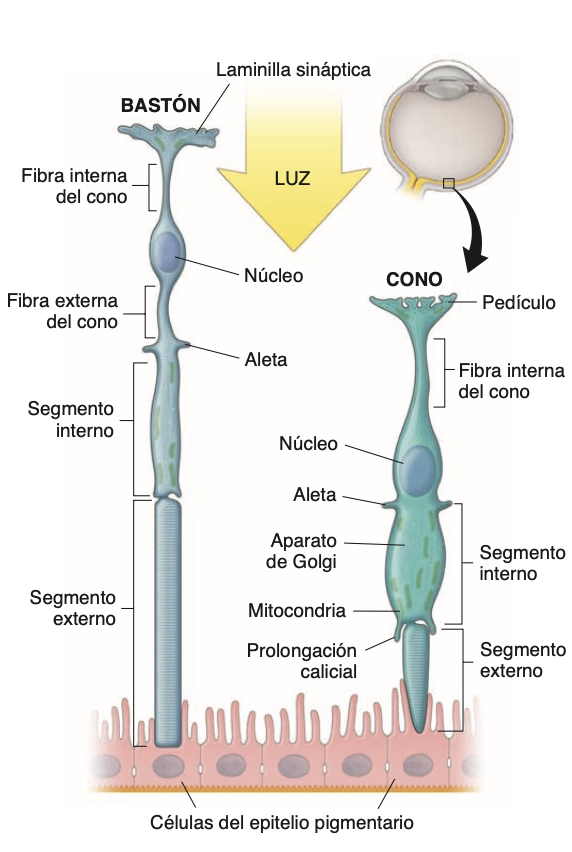 Laminilla sináptica
BASTÓN
LUZ
Fibra interna
del cono
Núcleo
Fibra externa
del cono
Aleta
Segmento
interno
Segmento
externo
CONO
Pedículo
Fibra interna
del cono
Núcleo
Aleta
Aparato
de Golgi
Segmento
interno
Mitocondria
Prolongación
calicial
Segmento
externo
Células del epitelio pigmentario